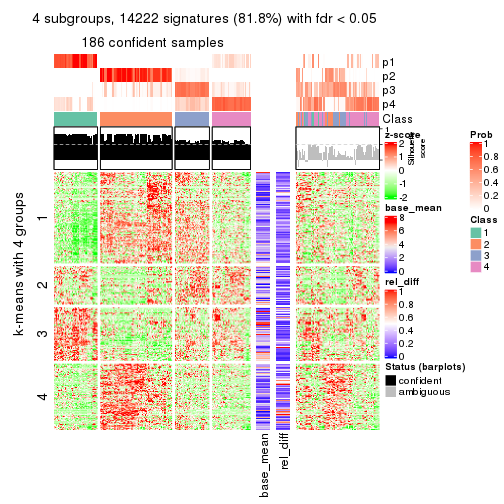 4 subgroups, 14222 signatures (81.8%) with fdr < 0.05
186 confident samples
p1
p2
p3
p4
Class
1
Silhouette
score
k-means with 4 groups
1
2
3
4
base_mean
rel_diff
z-score
2
1
0
-1
-2
base_mean
8
6
4
2
0
rel_diff
1
0.8
0.6
0.4
0.2
0
Status (barplots)
confident
ambiguous
Prob
1
0.8
0.6
0.4
0.2
0
Class
1
2
3
4